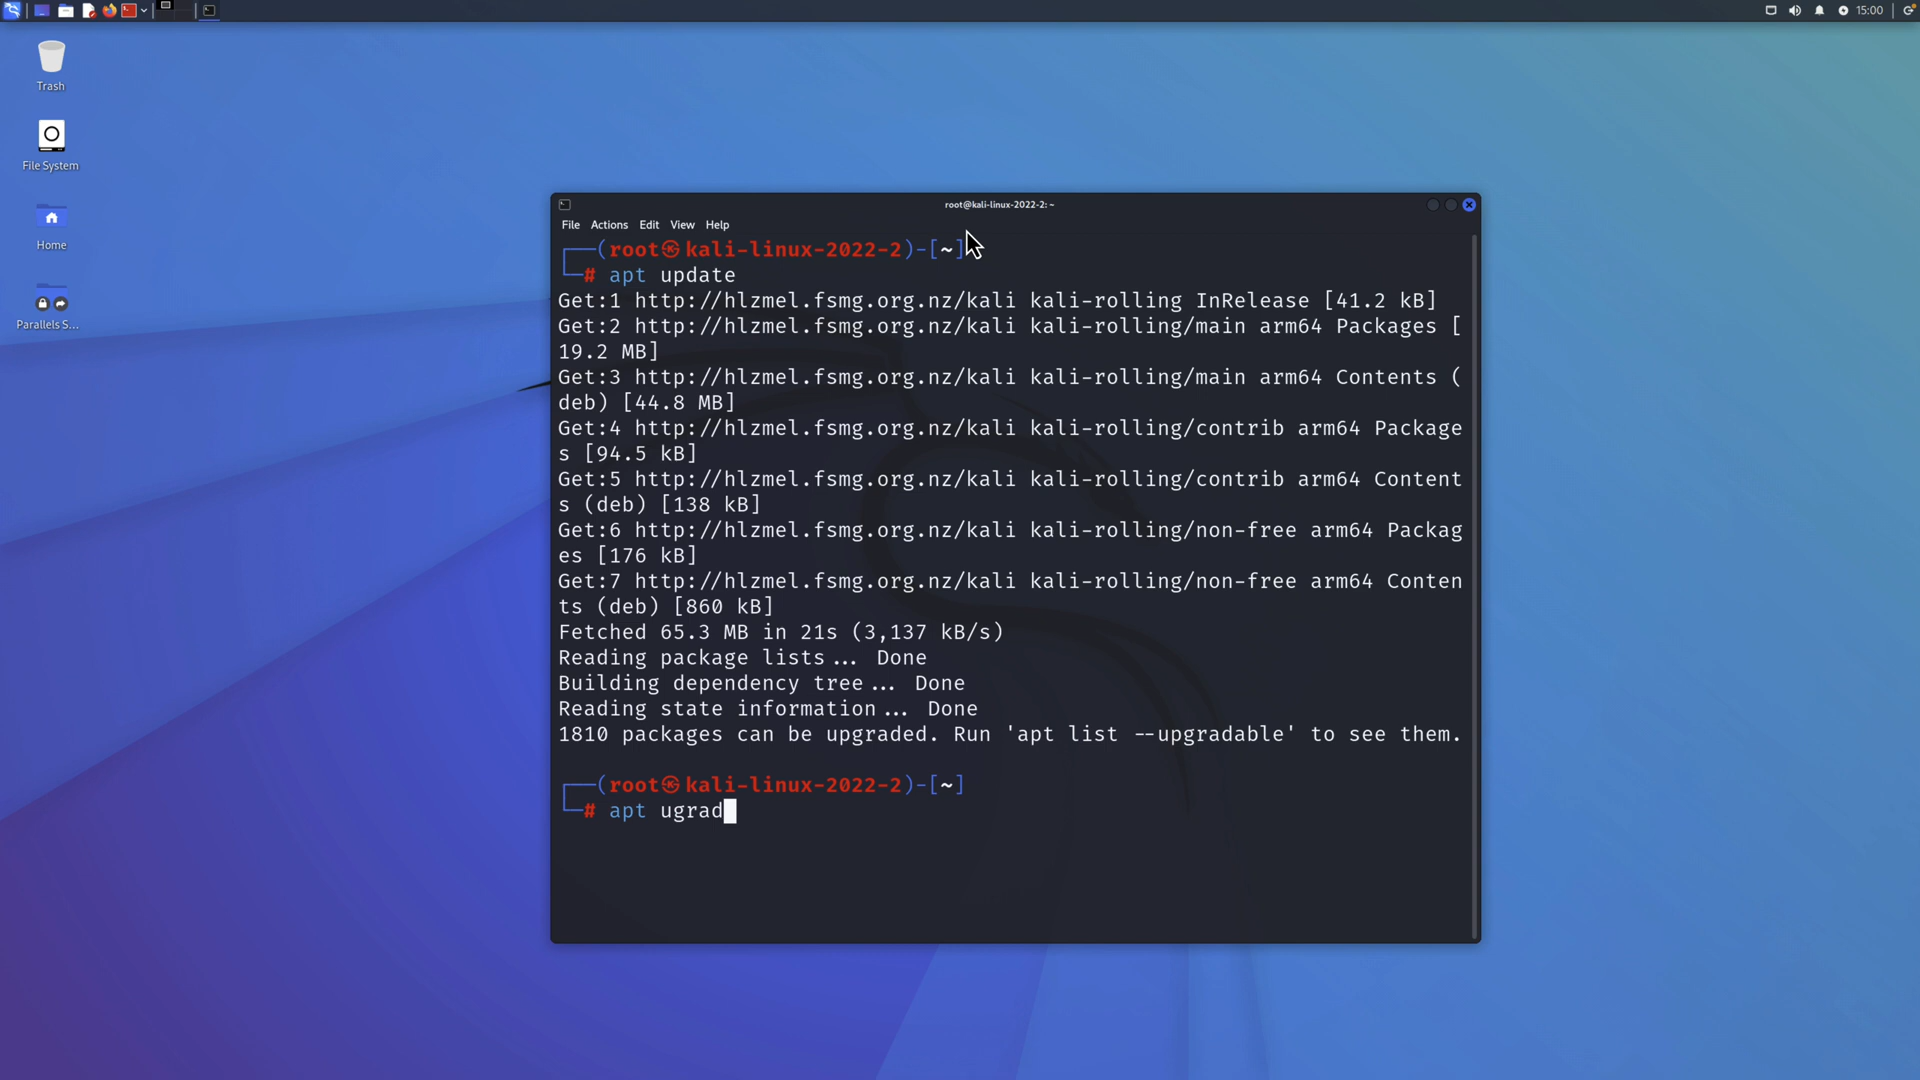 15:00
Trash
File System
Home
Parallels S...
root@kali-linux-2022-2: ~
File Actions Edit View Help
┌──(root㉿kali-linux-2022-2)-[~]
└─# apt update
Get:1 http://hlzmel.fsmg.org.nz/kali kali-rolling InRelease [41.2 kB]
Get:2 http://hlzmel.fsmg.org.nz/kali kali-rolling/main arm64 Packages [
19.2 MB]
Get:3 http://hlzmel.fsmg.org.nz/kali kali-rolling/main arm64 Contents (
deb) [44.8 MB]
Get:4 http://hlzmel.fsmg.org.nz/kali kali-rolling/contrib arm64 Package
s [94.5 kB]
Get:5 http://hlzmel.fsmg.org.nz/kali kali-rolling/contrib arm64 Content
s (deb) [138 kB]
Get:6 http://hlzmel.fsmg.org.nz/kali kali-rolling/non-free arm64 Packag
es [176 kB]
Get:7 http://hlzmel.fsmg.org.nz/kali kali-rolling/non-free arm64 Conten
ts (deb) [860 kB]
Fetched 65.3 MB in 21s (3,137 kB/s)
Reading package lists... Done
Building dependency tree... Done
Reading state information... Done
1810 packages can be upgraded. Run 'apt list --upgradable' to see them.
┌──(root㉿kali-linux-2022-2)-[~]
└─# apt ugrad